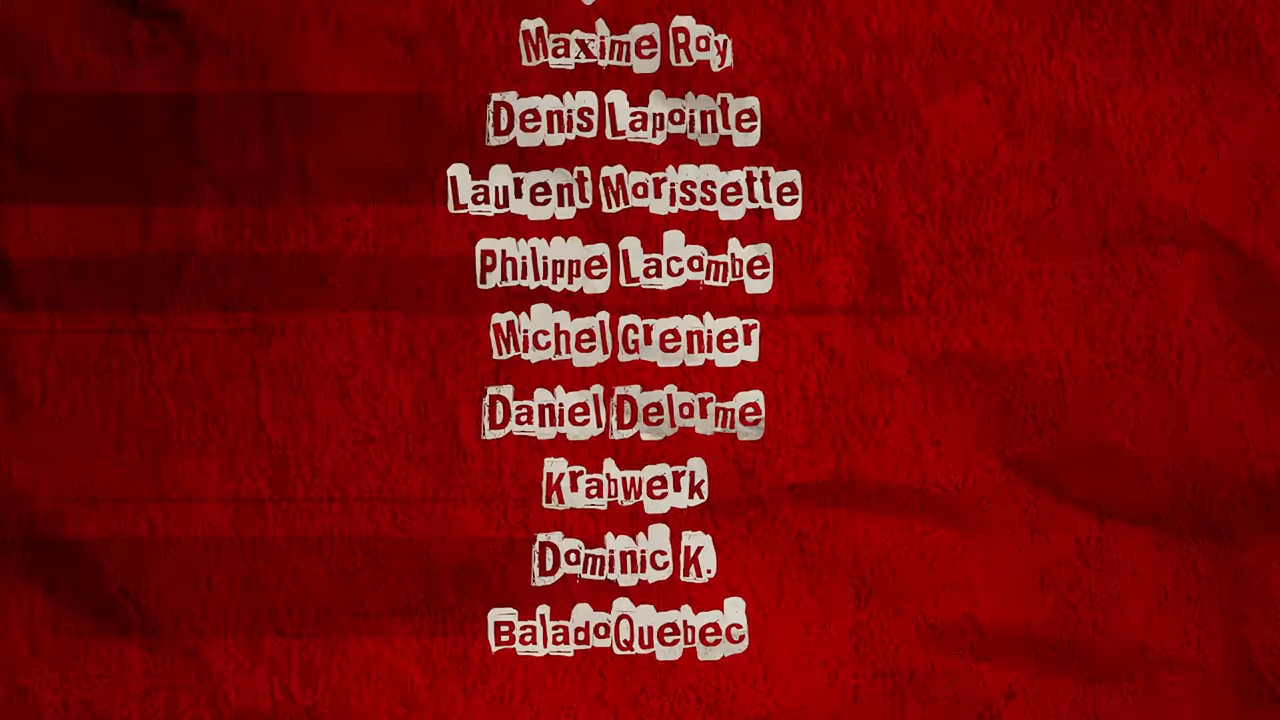 Maxime Roy
Denis Lapointe
Laurent Morissette
Philippe Lacombe
Michel Grenier
Daniel Delorme
Krabwerk
Dominic K.
BaladoQuebec